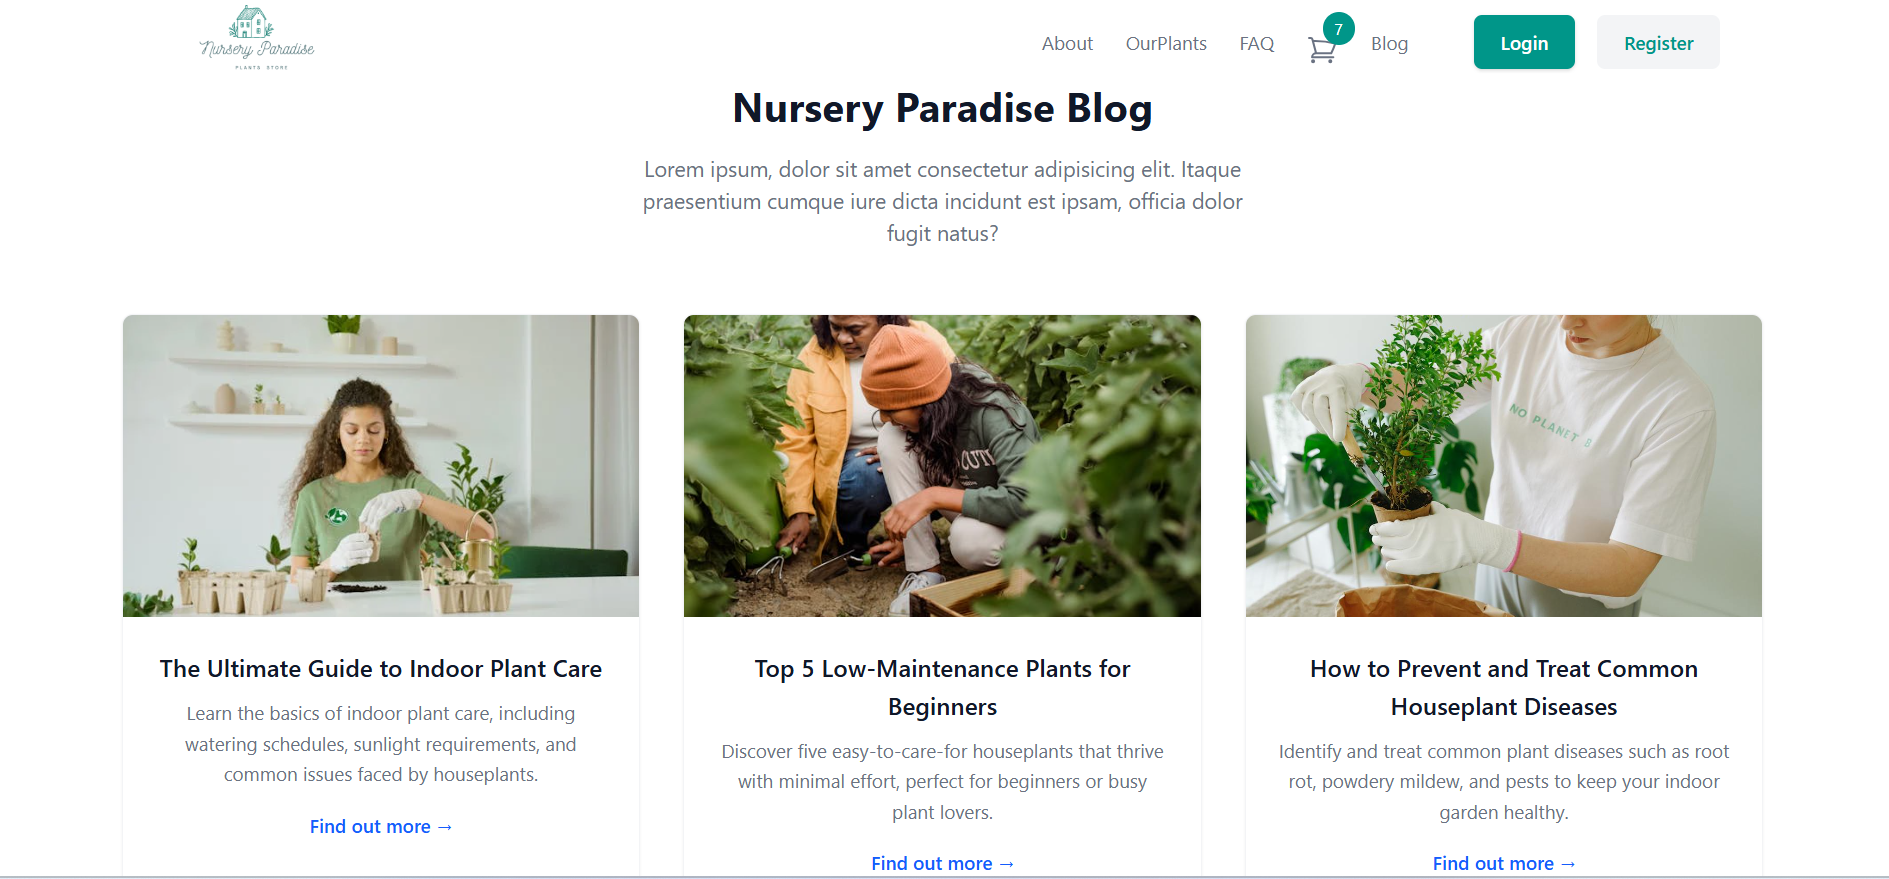 Nursery Paradise
PLANTS STORE
About OurPlants FAQ 7 Blog Login Register
Nursery Paradise Blog
Lorem ipsum, dolor sit amet consectetur adipisicing elit. Itaque
praesentium cumque iure dicta incidunt est ipsam, officia dolor
fugit natus?
CUTI
NO PLANET B
The Ultimate Guide to Indoor Plant Care
Learn the basics of indoor plant care, including
watering schedules, sunlight requirements, and
common issues faced by houseplants.
Find out more →
Top 5 Low-Maintenance Plants for
Beginners
Discover five easy-to-care-for houseplants that thrive
with minimal effort, perfect for beginners or busy
plant lovers.
Find out more →
How to Prevent and Treat Common
Houseplant Diseases
Identify and treat common plant diseases such as root
rot, powdery mildew, and pests to keep your indoor
garden healthy.
Find out more →